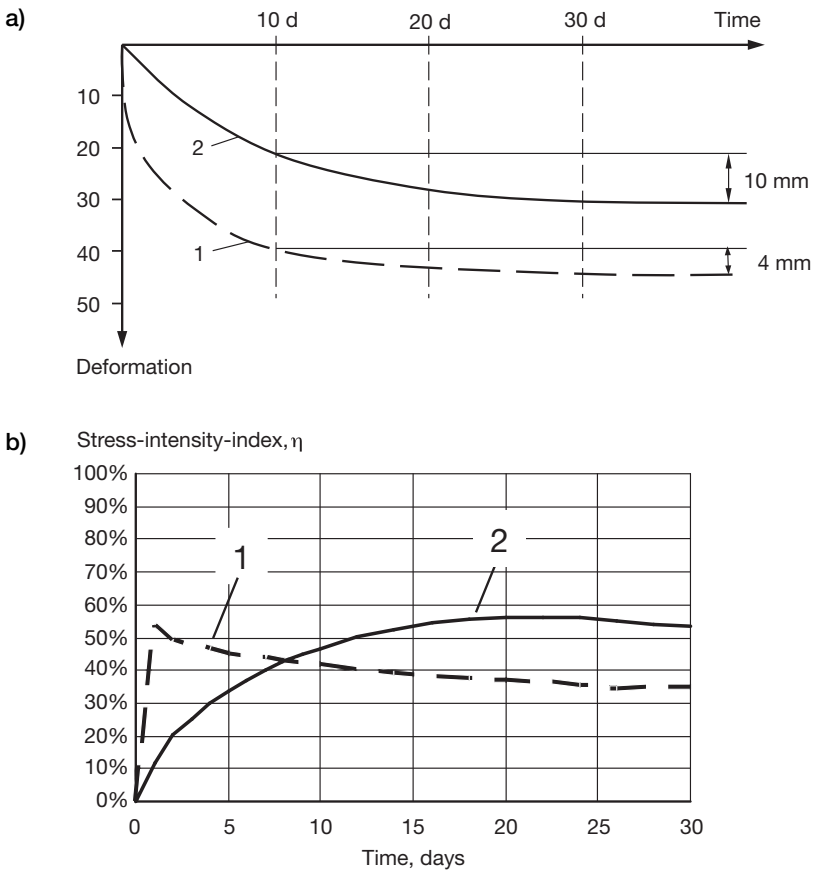 a)
10 d 20 d 30 d Time
10
20
30
40
50
2
1
10 mm
4 mm
Deformation
b) Stress-intensity-index, η
100%
90%
80%
70%
60%
50%
40%
30%
20%
10%
0%
1
2
0 5 10 15 20 25 30
Time, days